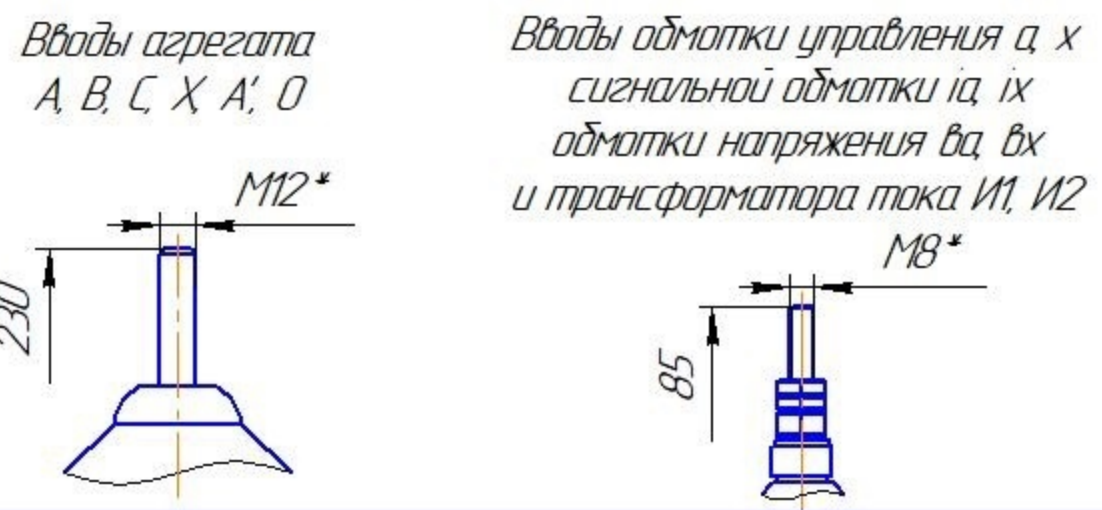 Вводы агрегата
А, В, С, Х, А', О
М12*
230
Вводы обмотки управления а, х
сигнальной обмотки iа, iх
обмотки напряжения ва, вх
и трансформатора тока И1, И2
М8*
85